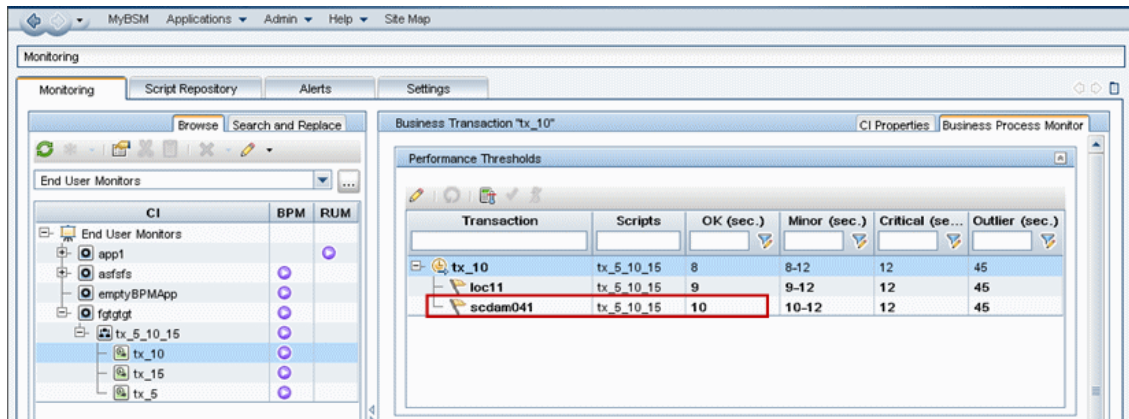 MyBSM Applications Admin Help Site Map
Monitoring
Monitoring Script Repository Alerts Settings
Browse Search and Replace
End User Monitors ...
CI BPM RUM
End User Monitors
app1
asfsfs
emptyBPMApp
fgtgtgt
tx_5_10_15
tx_10
tx_15
tx_5
Business Transaction "tx_10" CI Properties Business Process Monitor
Performance Thresholds
Transaction Scripts OK (sec.) Minor (sec.) Critical (se... Outlier (sec.)
tx_10 tx_5_10_15 8 8-12 12 45
loc11 tx_5_10_15 9 9-12 12 45
scdam041 tx_5_10_15 10 10-12 12 45